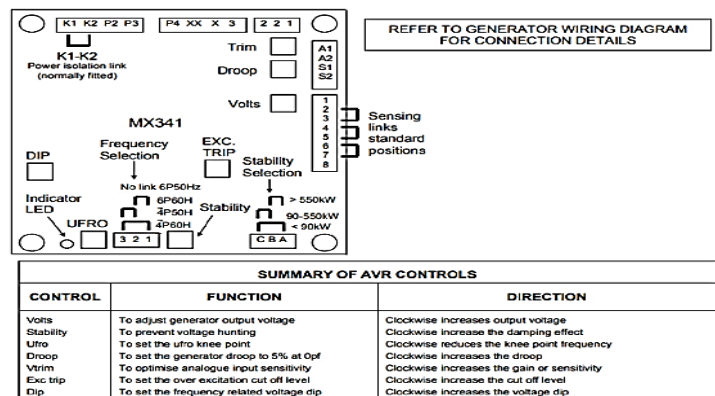 K1 K2 P2 P3
P4 XX X 3
2 2 1
REFER TO GENERATOR WIRING DIAGRAM
FOR CONNECTION DETAILS
K1-K2
Power isolation link
(normally fitted)
Trim
Droop
Volts
A1
A2
S1
S2
1
2
3
4
5
6
7
8
Sensing
links
standard
positions
MX341
Frequency
Selection
EXC.
TRIP
DIP
Stability
Selection
No link 6P50Hz
6P60H
4P50H
4P60H
Indicator
LED
UFRO
3 2 1
Stability
> 550kW
90-550kW
< 90kW
C B A
SUMMARY OF AVR CONTROLS
CONTROL FUNCTION DIRECTION
Volts To adjust generator output voltage Clockwise increases output voltage
Stability To prevent voltage hunting Clockwise increase the damping effect
Ufro To set the ufro knee point Clockwise reduces the knee point frequency
Droop To set the generator droop to 5% at 0pf Clockwise increases the droop
Vtrim To optimise analogue input sensitivity Clockwise increases the gain or sensitivity
Exc trip To set the over excitation cut off level Clockwise increase the cut off level
Dip To set the frequency related voltage dip Clockwise increases the voltage dip